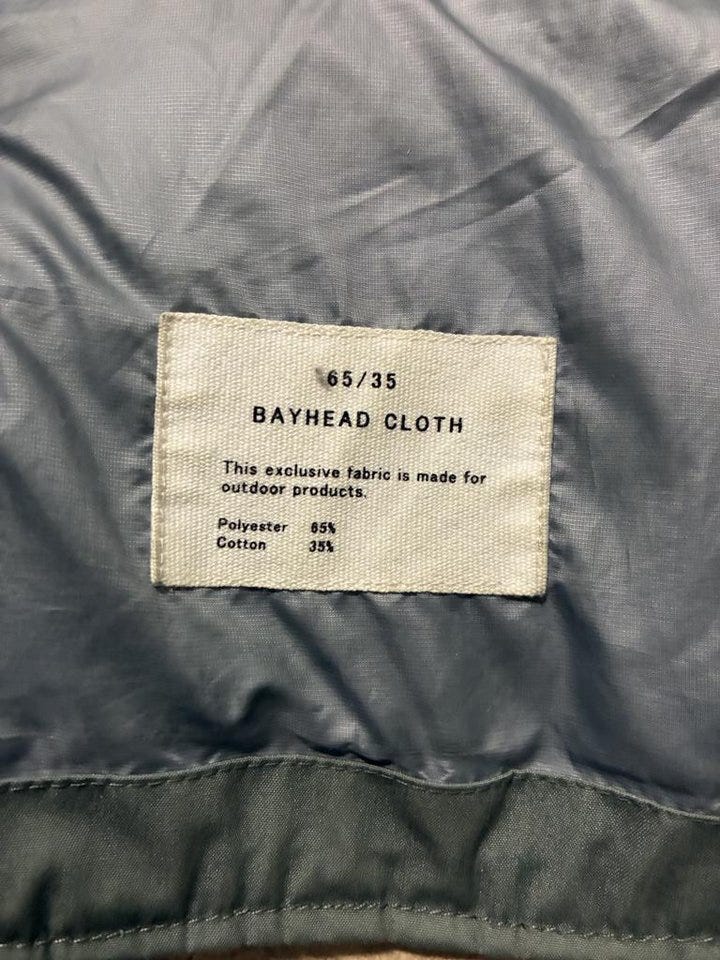 65/35
BAYHEAD CLOTH
This exclusive fabric is made for
outdoor products.
Polyester 65%
Cotton 35%